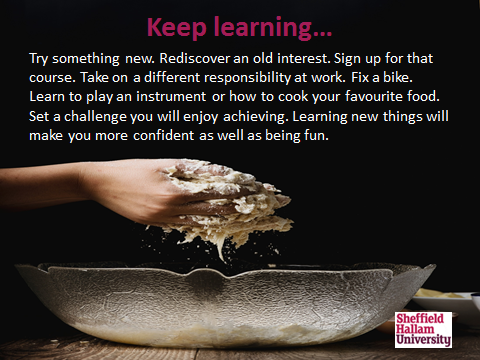 Keep learning...
Try something new. Rediscover an old interest. Sign up for that
course. Take on a different responsibility at work. Fix a bike.
Learn to play an instrument or how to cook your favourite food.
Set a challenge you will enjoy achieving. Learning new things will
make you more confident as well as being fun.
Sheffield
Hallam
University